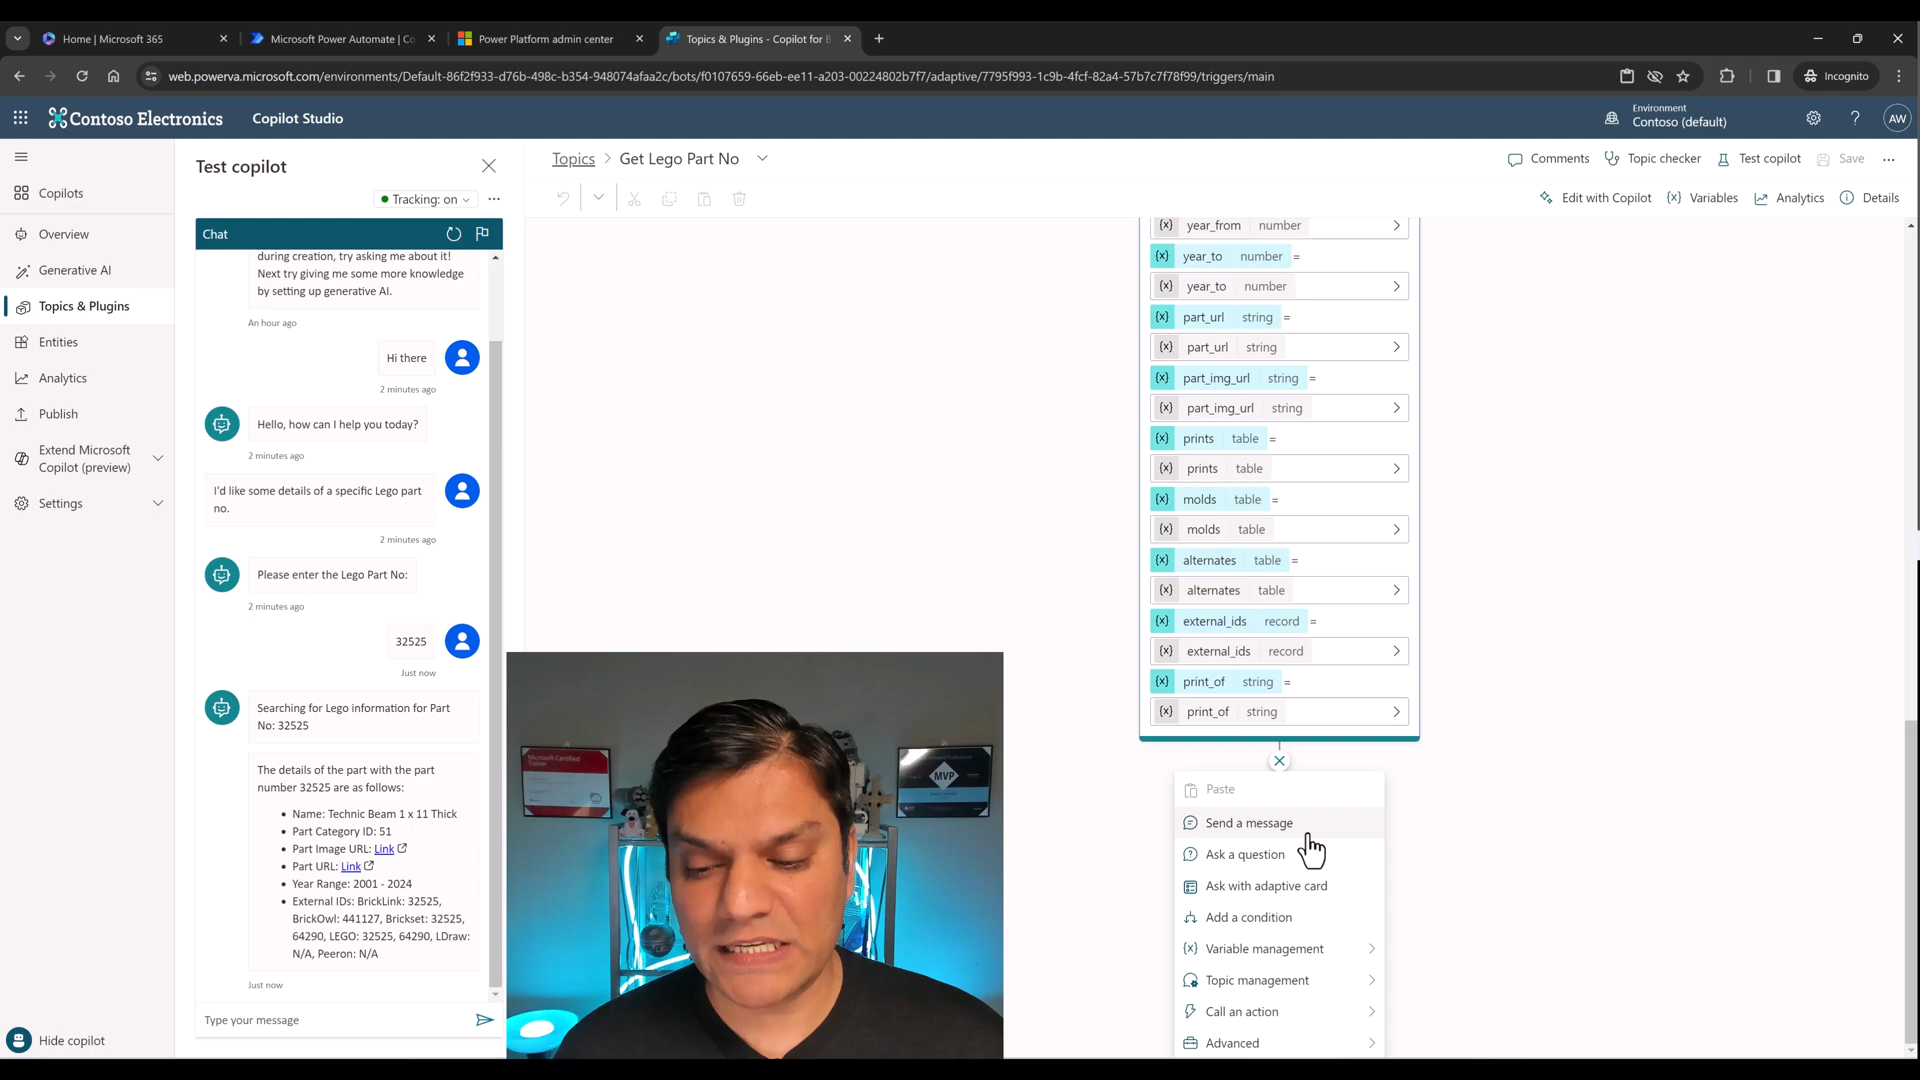 Home | Microsoft 365
Microsoft Power Automate | Co
Power Platform admin center
Topics & Plugins - Copilot for B
web.powerva.microsoft.com/environments/Default-86f2f933-d76b-498c-b354-948074afaa2c/bots/f0107659-66eb-ee11-a203-00224802b7f7/adaptive/7795f993-1c9b-4fcf-82a4-57b7c7f78f99/triggers/main
Incognito
Contoso Electronics
Copilot Studio
Environment
Contoso (default)
AW
Copilots
Overview
Generative AI
Topics & Plugins
Entities
Analytics
Publish
Extend Microsoft
Copilot (preview)
Settings
Hide copilot
Test copilot
Tracking: on
Chat
during creation, try asking me about it!
Next try giving me some more knowledge
by setting up generative AI.
An hour ago
Hi there
2 minutes ago
Hello, how can I help you today?
2 minutes ago
I'd like some details of a specific Lego part
no.
2 minutes ago
Please enter the Lego Part No:
2 minutes ago
32525
Just now
Searching for Lego information for Part
No: 32525
The details of the part with the part
number 32525 are as follows:
• Name: Technic Beam 1 x 11 Thick
• Part Category ID: 51
• Part Image URL: Link
• Part URL: Link
• Year Range: 2001 - 2024
• External IDs: BrickLink: 32525,
BrickOwl: 441127, Brickset: 32525,
64290, LEGO: 32525, 64290, LDraw:
N/A, Peeron: N/A
Just now
Type your message
Topics > Get Lego Part No
Comments
Topic checker
Test copilot
Save
Edit with Copilot
{x} Variables
Analytics
Details
{x} year_from number
{x} year_to number =
{x} year_to number
{x} part_url string =
{x} part_url string
{x} part_img_url string =
{x} part_img_url string
{x} prints table =
{x} prints table
{x} molds table =
{x} molds table
{x} alternates table =
{x} alternates table
{x} external_ids record =
{x} external_ids record
{x} print_of string =
{x} print_of string
Paste
Send a message
Ask a question
Ask with adaptive card
Add a condition
{x} Variable management
Topic management
Call an action
Advanced
Microsoft Certified
Trainer
MVP